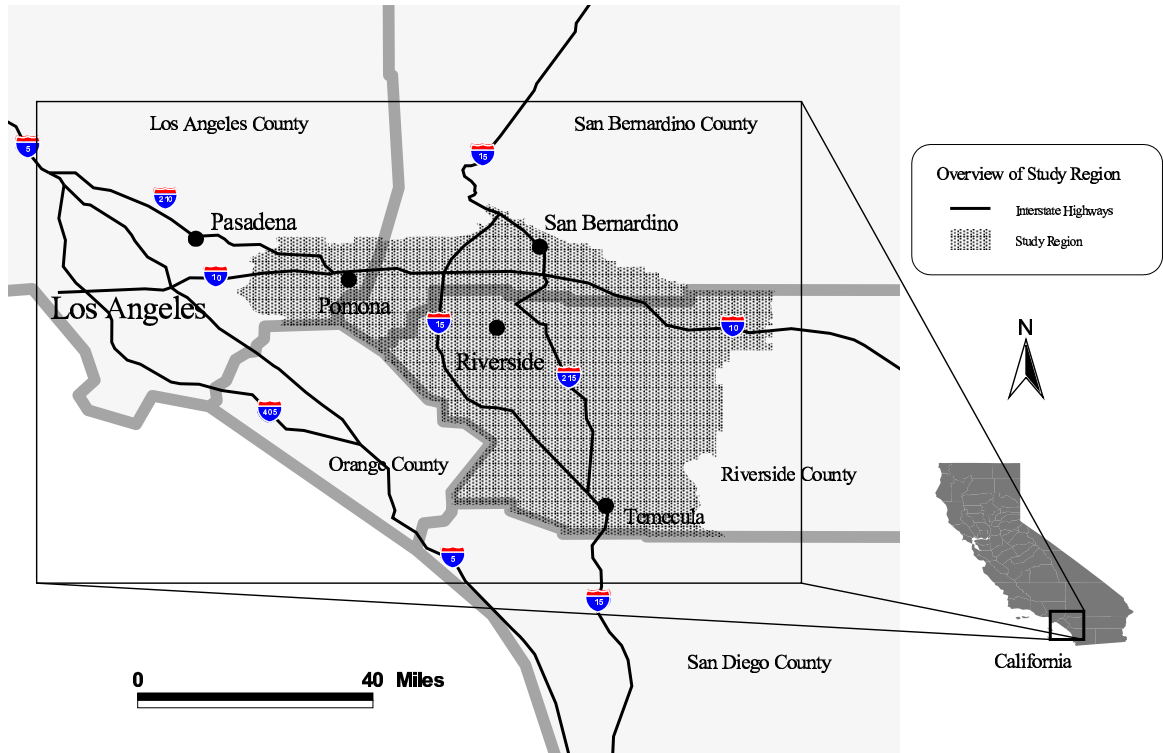 Los Angeles County
San Bernardino County
5
15
210
Pasadena
San Bernardino
10
Los Angeles
Pomona
15
10
Riverside
215
405
Orange County
Riverside County
Temecula
5
15
San Diego County
0 40 Miles
Overview of Study Region
Interstate Highways
Study Region
N
California